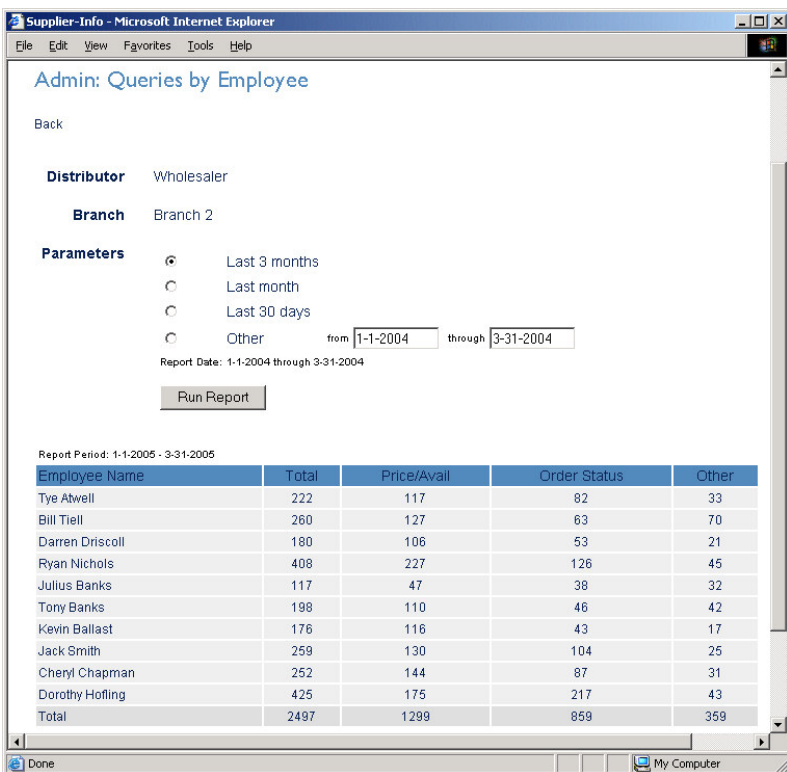 Supplier-Info - Microsoft Internet Explorer
File Edit View Favorites Tools Help
Admin: Queries by Employee
Back
Distributor Wholesaler
Branch Branch 2
Parameters Last 3 months
Last month
Last 30 days
Other from 1-1-2004 through 3-31-2004
Report Date: 1-1-2004 through 3-31-2004
Run Report
Report Period: 1-1-2005 - 3-31-2005
Employee Name Total Price/Avail Order Status Other
Tye Atwell 222 117 82 33
Bill Tiell 260 127 63 70
Darren Driscoll 180 106 53 21
Ryan Nichols 408 227 126 45
Julius Banks 117 47 38 32
Tony Banks 198 110 46 42
Kevin Ballast 176 116 43 17
Jack Smith 259 130 104 25
Cheryl Chapman 252 144 87 31
Dorothy Hofling 425 175 217 43
Total 2497 1299 859 359
Done My Computer